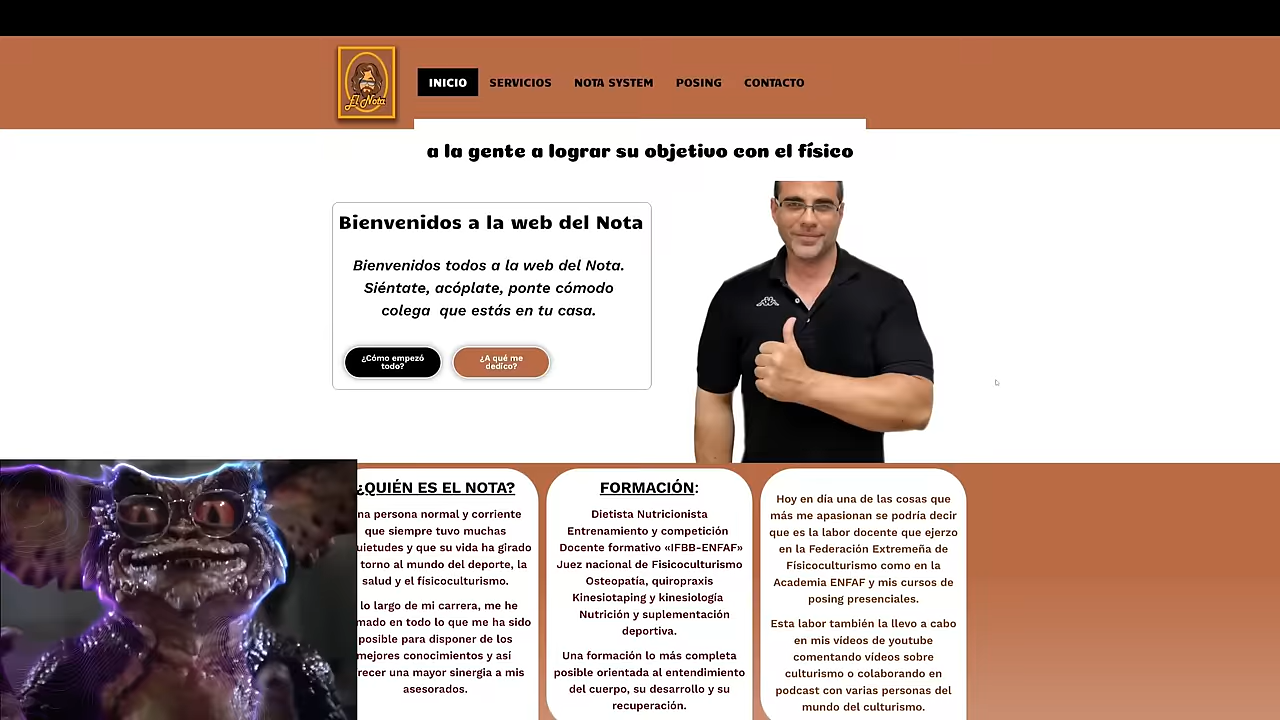 El Nota
INICIO
SERVICIOS
NOTA SYSTEM
POSING
CONTACTO
a la gente a lograr su objetivo con el físico
Bienvenidos a la web del Nota
Bienvenidos todos a la web del Nota.
Siéntate, acóplate, ponte cómodo
colega que estás en tu casa.
¿Cómo empezó
todo?
¿A qué me
dedico?
¿QUIÉN ES EL NOTA?
na persona normal y corriente
que siempre tuvo muchas
uietudes y que su vida ha girado
torno al mundo del deporte, la
salud y el físicoculturismo.
lo largo de mi carrera, me he
mado en todo lo que me ha sido
posible para disponer de los
mejores conocimientos y así
recer una mayor sinergia a mis
asesorados.
FORMACIÓN:
Dietista Nutricionista
Entrenamiento y competición
Docente formativo «IFBB-ENFAF»
Juez nacional de Fisicoculturismo
Osteopatía, quiropraxis
Kinesiotaping y kinesiología
Nutrición y suplementación
deportiva.
Una formación lo más completa
posible orientada al entendimiento
del cuerpo, su desarrollo y su
recuperación.
Hoy en día una de las cosas que
más me apasionan se podría decir
que es la labor docente que ejerzo
en la Federación Extremeña de
Físicoculturismo como en la
Academia ENFAF y mis cursos de
posing presenciales.
Esta labor también la llevo a cabo
en mis vídeos de youtube
comentando vídeos sobre
culturismo o colaborando en
podcast con varias personas del
mundo del culturismo.